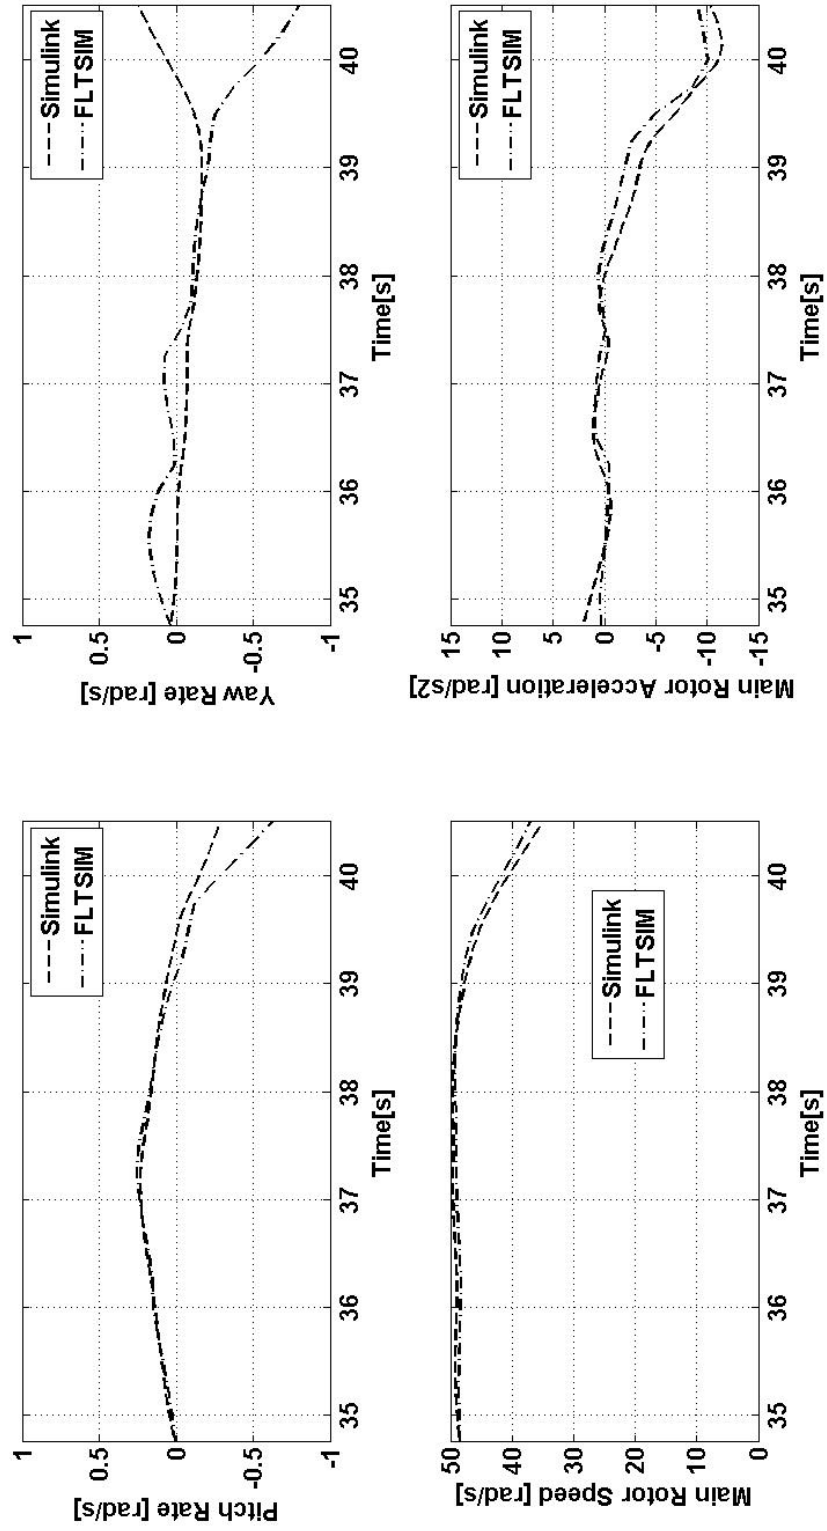 1
0.5
0
-0.5
-1
Pitch Rate [rad/s]
35
36
37
38
39
40
Time[s]
Simulink
FLTSIM
1
0.5
0
-0.5
-1
Yaw Rate [rad/s]
35
36
37
38
39
40
Time[s]
Simulink
FLTSIM
50
40
30
20
10
0
Main Rotor Speed [rad/s]
35
36
37
38
39
40
Time[s]
Simulink
FLTSIM
15
10
5
0
-5
-10
-15
Main Rotor Acceleration [rad/s2]
35
36
37
38
39
40
Time[s]
Simulink
FLTSIM